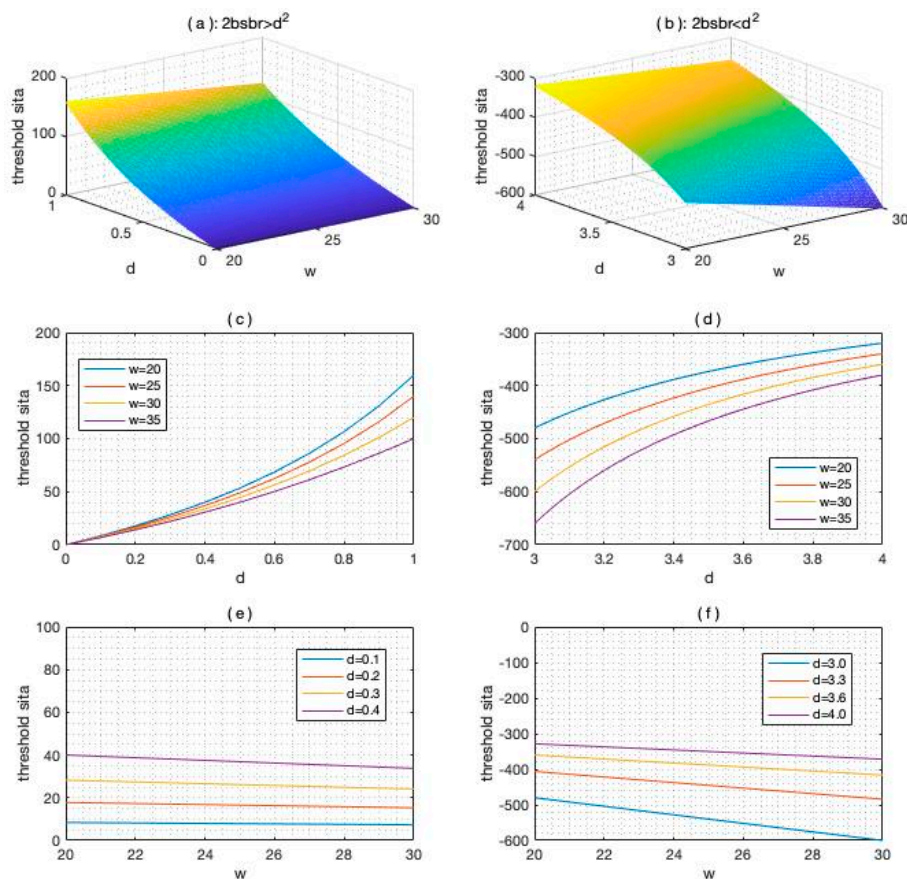 (a): 2bsbr>d²
200
100
0
threshold sita
1
0.5
0
d
20
25
30
w
(b): 2bsbr<d²
-300
-400
-500
-600
threshold sita
4
3.5
3
d
20
25
30
w
(c)
200
150
100
50
0
threshold sita
w=20
w=25
w=30
w=35
0
0.2
0.4
0.6
0.8
1
d
(d)
-300
-400
-500
-600
-700
threshold sita
w=20
w=25
w=30
w=35
3
3.2
3.4
3.6
3.8
4
d
(e)
100
80
60
40
20
0
threshold sita
d=0.1
d=0.2
d=0.3
d=0.4
20
22
24
26
28
30
w
(f)
0
-100
-200
-300
-400
-500
-600
threshold sita
d=3.0
d=3.3
d=3.6
d=4.0
20
22
24
26
28
30
w